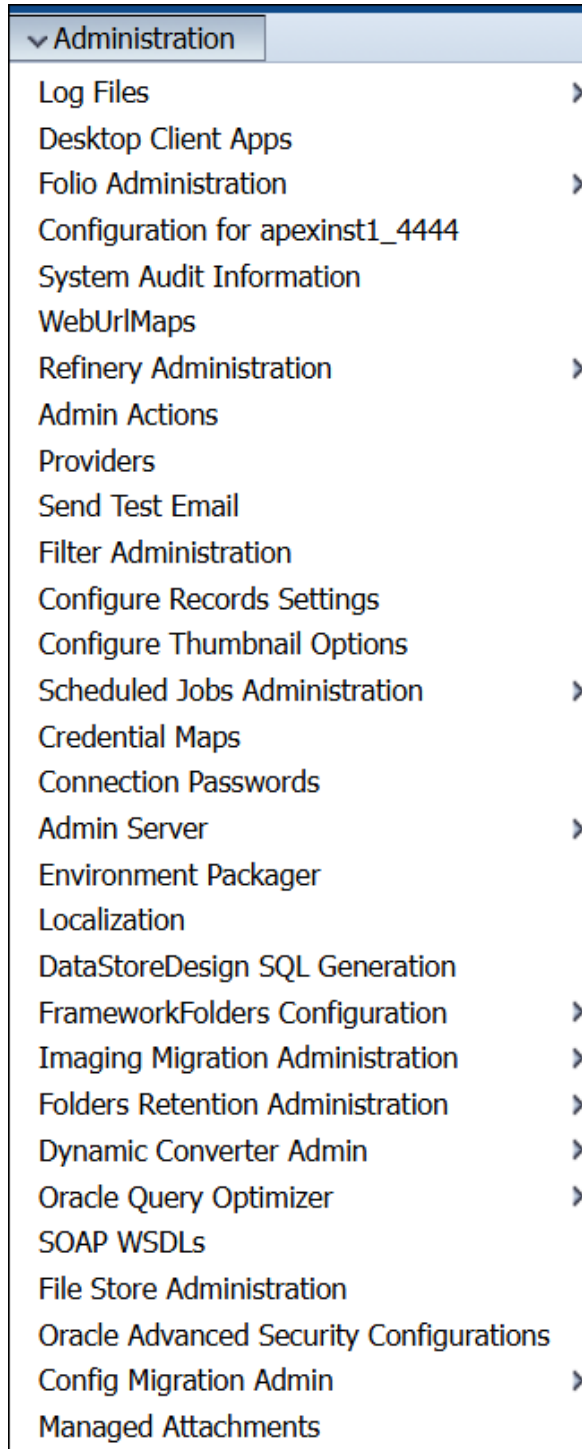 Administration
Log Files
Desktop Client Apps
Folio Administration
Configuration for apexinst1_4444
System Audit Information
WebUrlMaps
Refinery Administration
Admin Actions
Providers
Send Test Email
Filter Administration
Configure Records Settings
Configure Thumbnail Options
Scheduled Jobs Administration
Credential Maps
Connection Passwords
Admin Server
Environment Packager
Localization
DataStoreDesign SQL Generation
FrameworkFolders Configuration
Imaging Migration Administration
Folders Retention Administration
Dynamic Converter Admin
Oracle Query Optimizer
SOAP WSDLs
File Store Administration
Oracle Advanced Security Configurations
Config Migration Admin
Managed Attachments